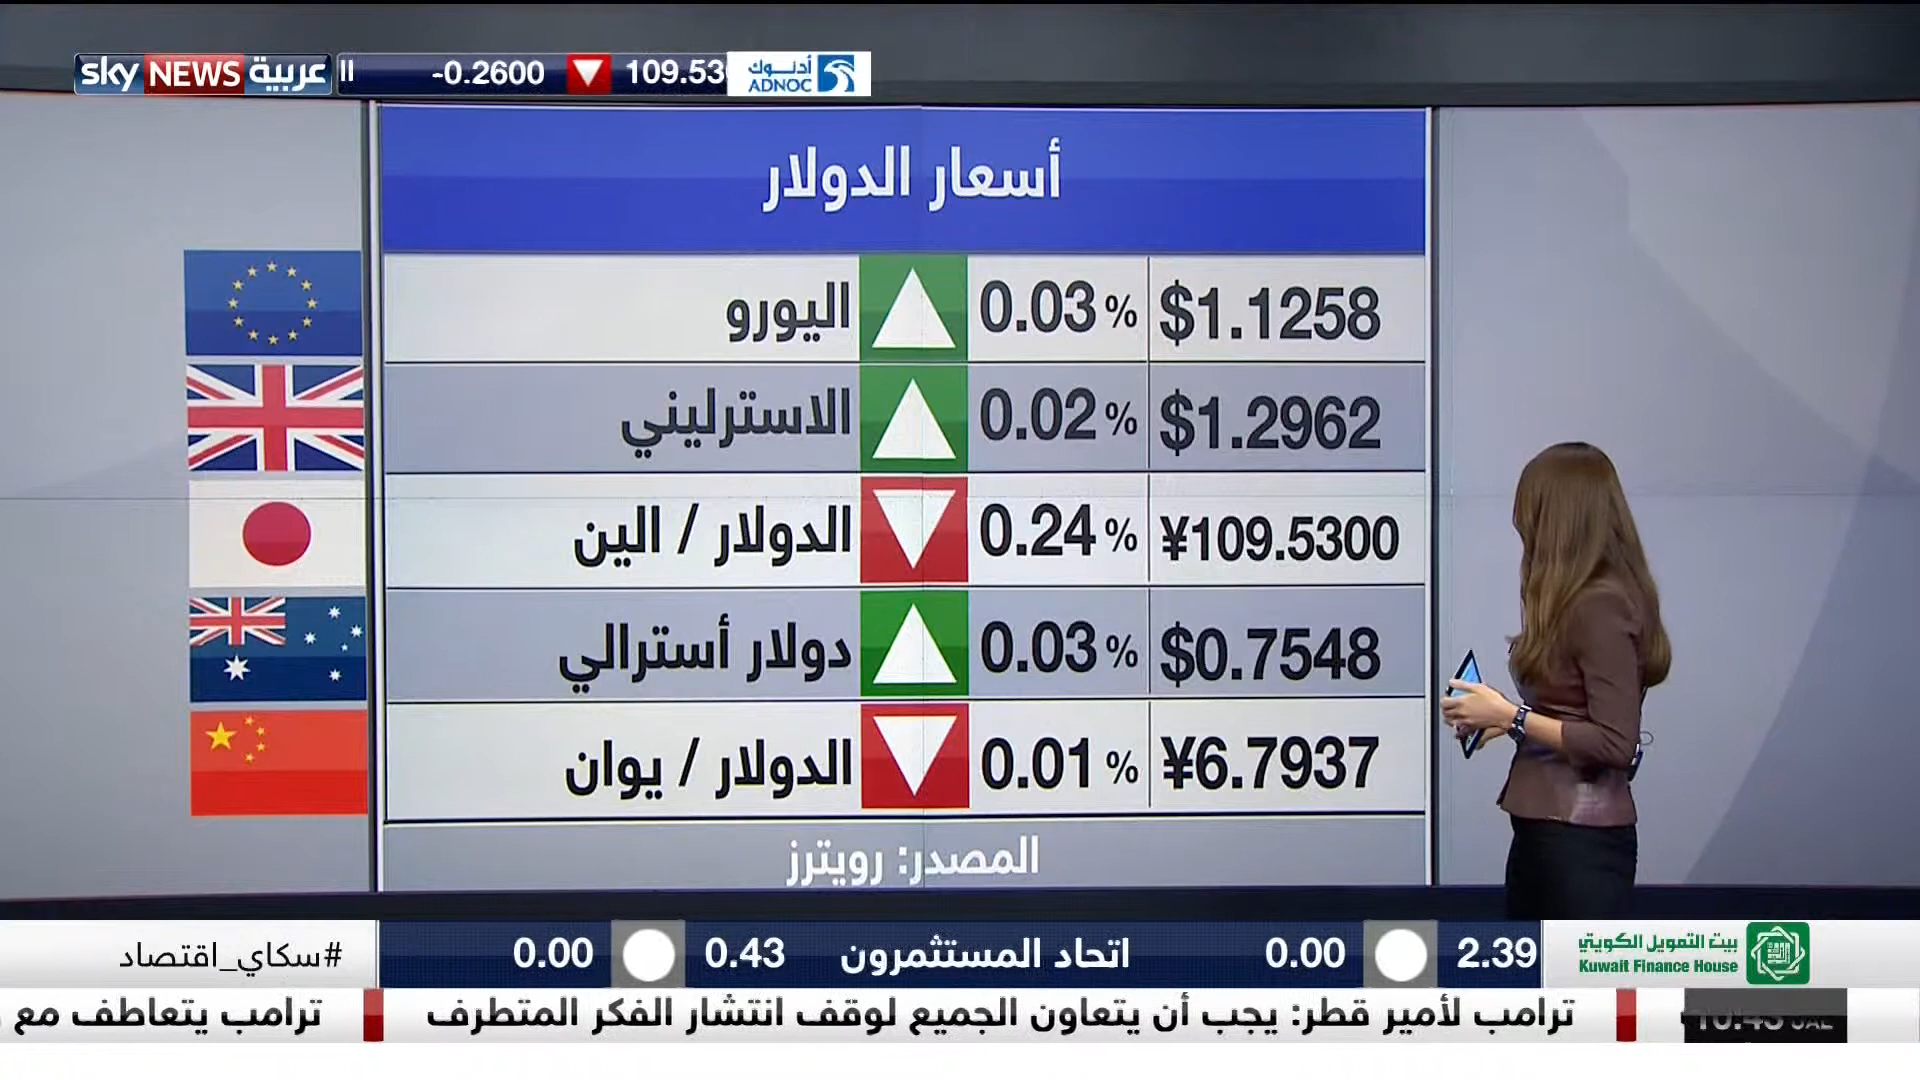 sky NEWS عربية
-0.2600 109.53
أدنوك
ADNOC
أسعار الدولار
اليورو 0.03% $1.1258
الاسترليني 0.02% $1.2962
الدولار / الين 0.24% ¥109.5300
دولار أسترالي 0.03% $0.7548
الدولار / يوان 0.01% ¥6.7937
المصدر: رويترز
2.39 0.00 اتحاد المستثمرون 0.43 0.00
#سكاي_اقتصاد
بيت التمويل الكويتي
Kuwait Finance House
ترامب لأمير قطر: يجب أن يتعاون الجميع لوقف انتشار الفكر المتطرف
ترامب يتعاطف مع